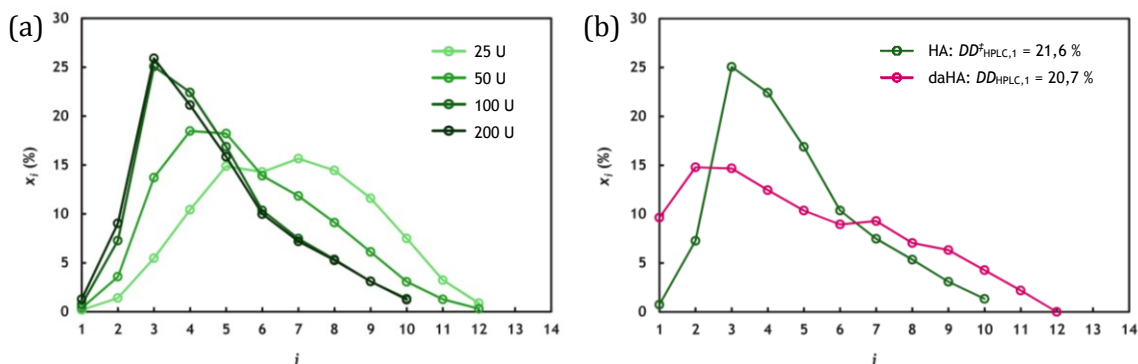 (a)
30
25
20
15
10
5
0
x_i (%)
25 U
50 U
100 U
200 U
1 2 3 4 5 6 7 8 9 10 11 12 13 14
i
(b)
30
25
20
15
10
5
0
x_i (%)
HA: DD‡HPLC,1 = 21,6 %
daHA: DDHPLC,1 = 20,7 %
1 2 3 4 5 6 7 8 9 10 11 12 13 14
i